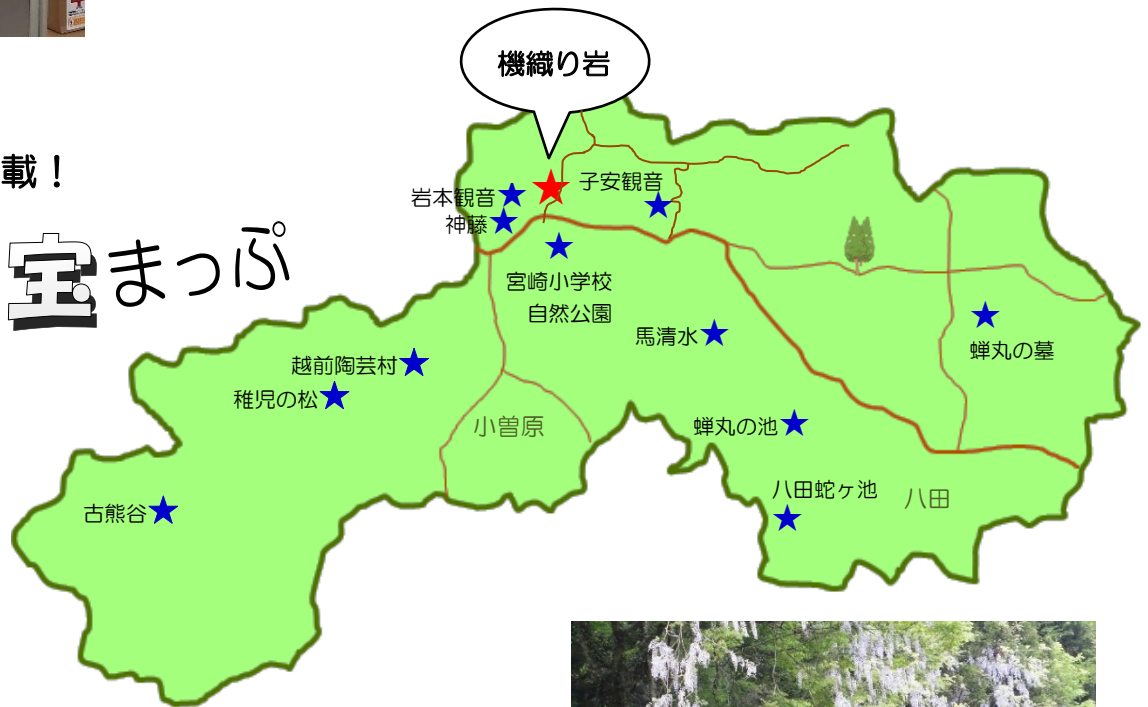 機織り岩
載！
宝まっぷ
岩本観音
子安観音
神藤
宮崎小学校
自然公園
馬清水
蝉丸の墓
越前陶芸村
稚児の松
小曽原
蝉丸の池
八田蛇ヶ池
八田
古熊谷